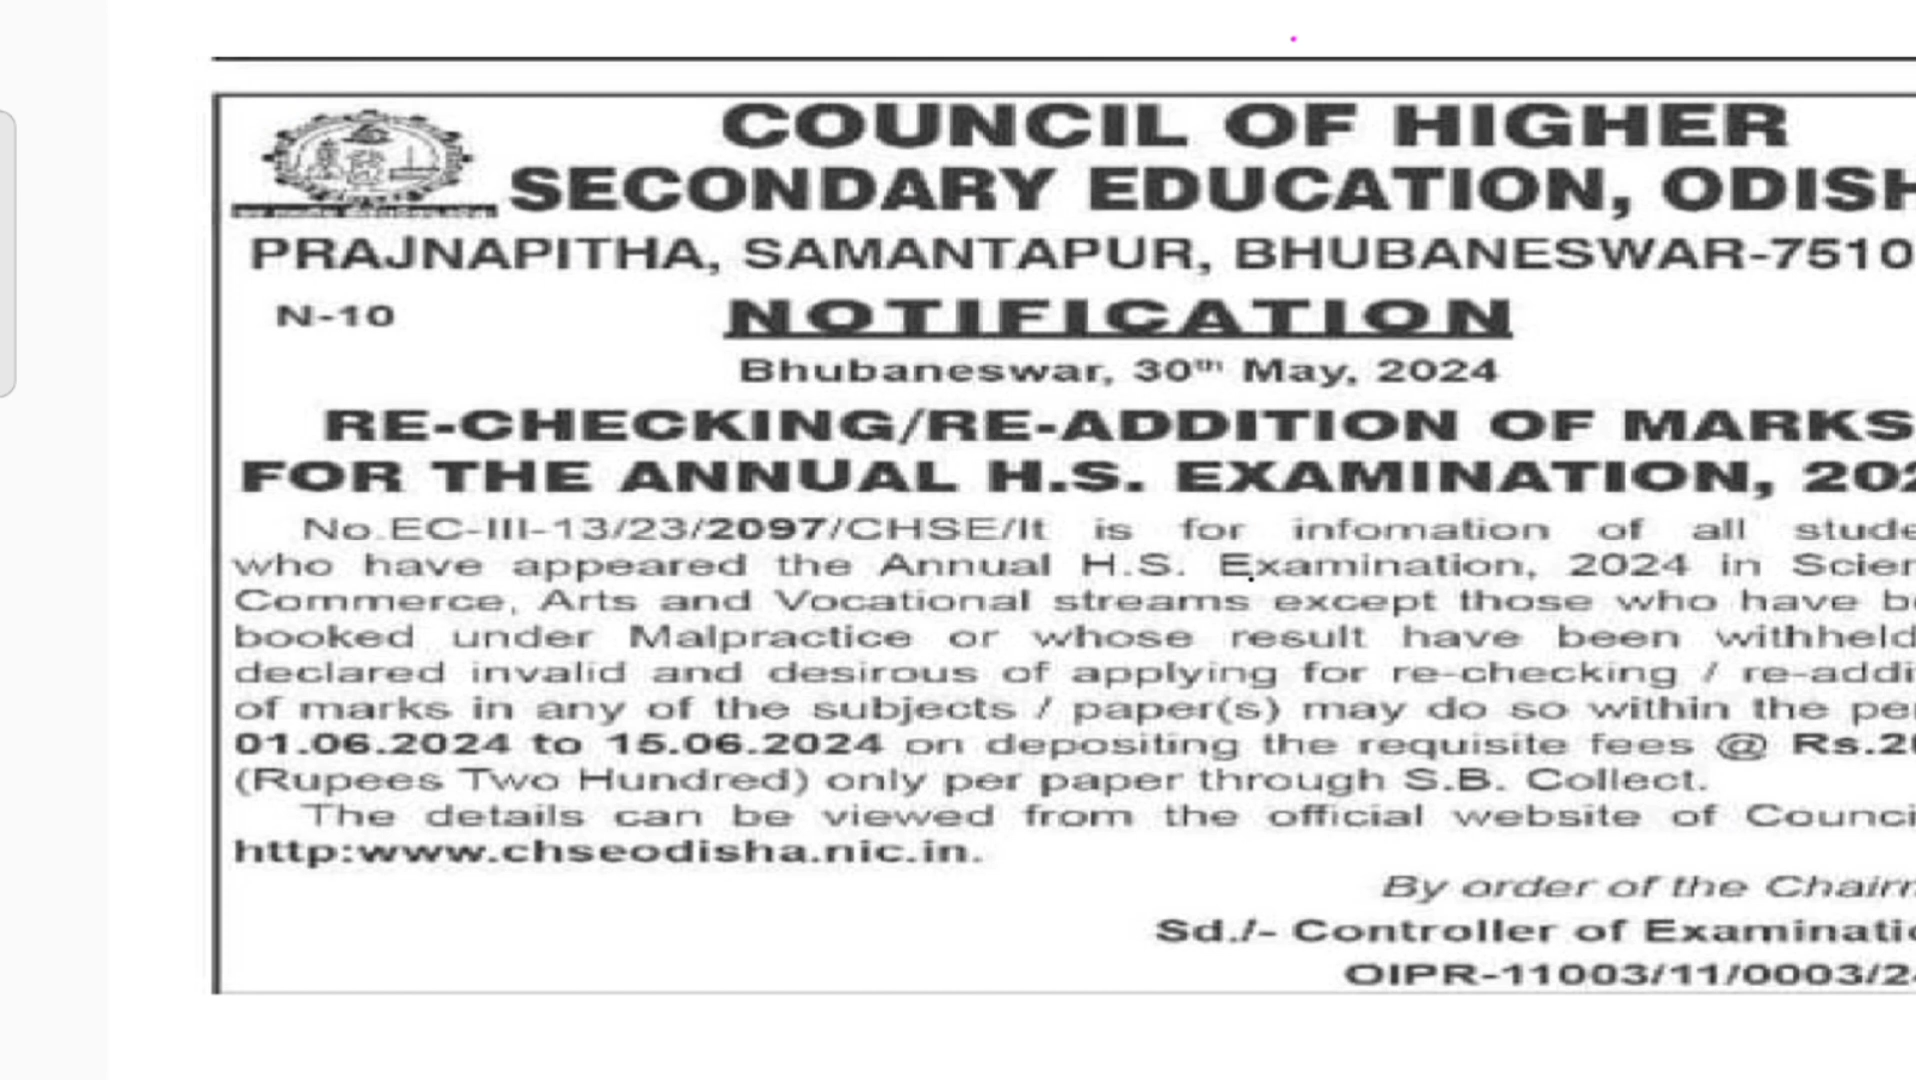 COUNCIL OF HIGHER
SECONDARY EDUCATION, ODISH
PRAJNAPITHA, SAMANTAPUR, BHUBANESWAR-7510
N-10 NOTIFICATION
Bhubaneswar, 30th May, 2024
RE-CHECKING/RE-ADDITION OF MARKS
FOR THE ANNUAL H.S. EXAMINATION, 202
No.EC-III-13/23/2097/CHSE/It is for infomation of all stude
who have appeared the Annual H.S. Examination, 2024 in Scien
Commerce, Arts and Vocational streams except those who have be
booked under Malpractice or whose result have been withheld
declared invalid and desirous of applying for re-checking / re-addi
of marks in any of the subjects / paper(s) may do so within the per
01.06.2024 to 15.06.2024 on depositing the requisite fees @ Rs.20
(Rupees Two Hundred) only per paper through S.B. Collect.
The details can be viewed from the official website of Counci
http:www.chseodisha.nic.in.
By order of the Chairm
Sd./- Controller of Examinatio
OIPR-11003/11/0003/24